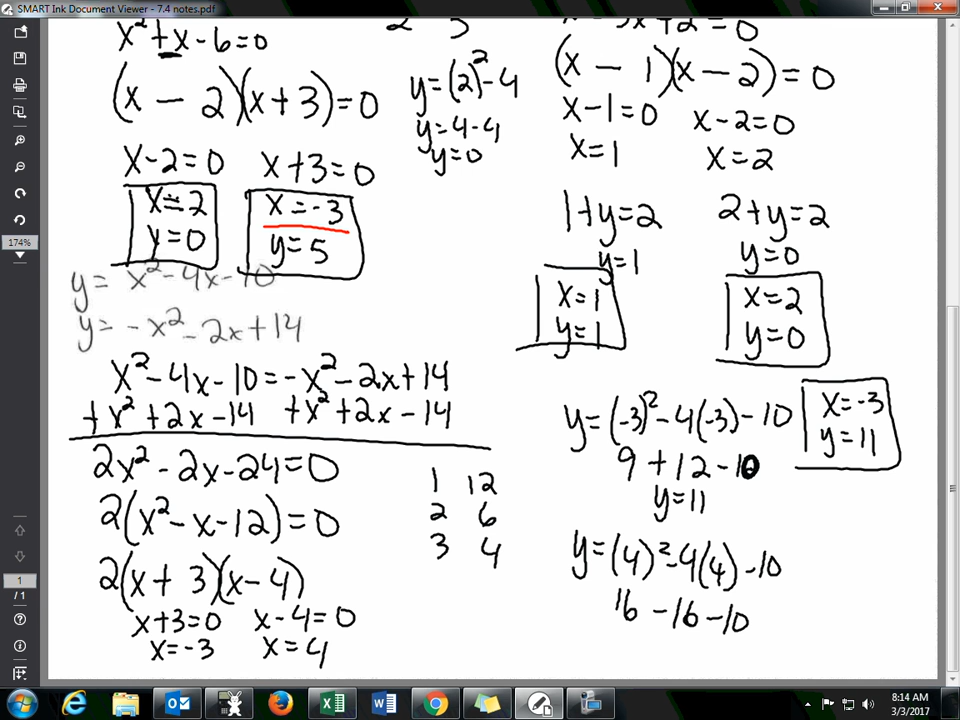 SMART Ink Document Viewer - 7.4 notes.pdf
x² + x - 6 = 0
(x - 2)(x + 3) = 0
x - 2 = 0 x + 3 = 0
x = 2 x = -3
y = 0 y = 5
2 3
y = (2)² - 4
y = 4 - 4
y = 0
3x + 2 = 0
(x - 1)(x - 2) = 0
x - 1 = 0 x - 2 = 0
x = 1 x = 2
1 + y = 2 2 + y = 2
y = 1 y = 0
x = 1 x = 2
y = 1 y = 0
y = x² - 4x - 10
y = -x² - 2x + 14
x² - 4x - 10 = -x² - 2x + 14
+x² + 2x - 14 +x² + 2x - 14
2x² - 2x - 24 = 0
2(x² - x - 12) = 0
2(x + 3)(x - 4)
x + 3 = 0 x - 4 = 0
x = -3 x = 4
1 12
2 6
3 4
y = (-3)² - 4(-3) - 10
9 + 12 - 10
y = 11
x = -3
y = 11
y = (4)² - 4(4) - 10
16 - 16 - 10
174%
1
/ 1
8:14 AM
3/3/2017